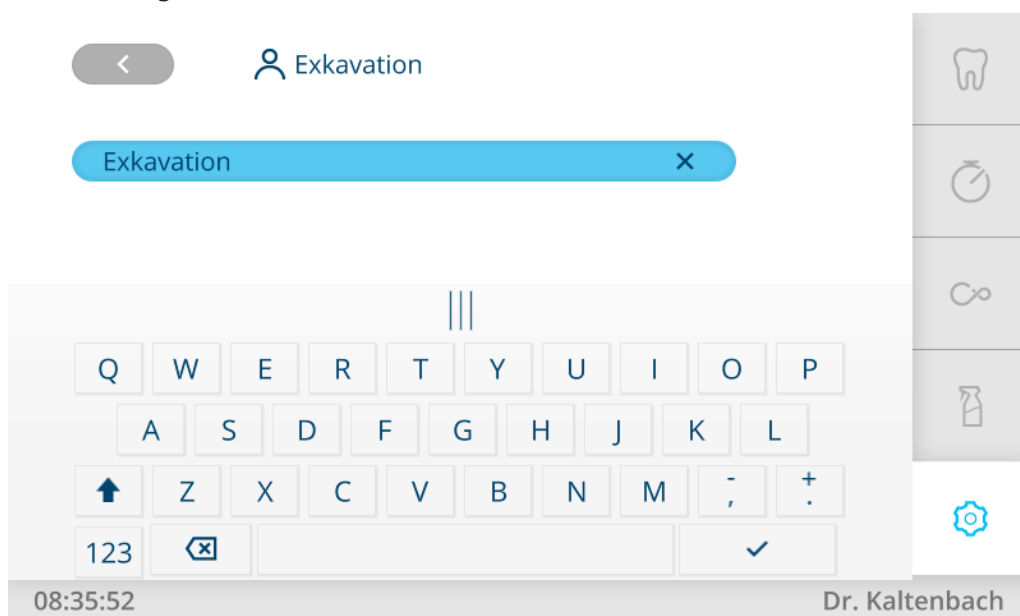 Exkavation
Exkavation
Q W E R T Y U I O P
A S D F G H J K L
Z X C V B N M - , + .
123
08:35:52 Dr. Kaltenbach